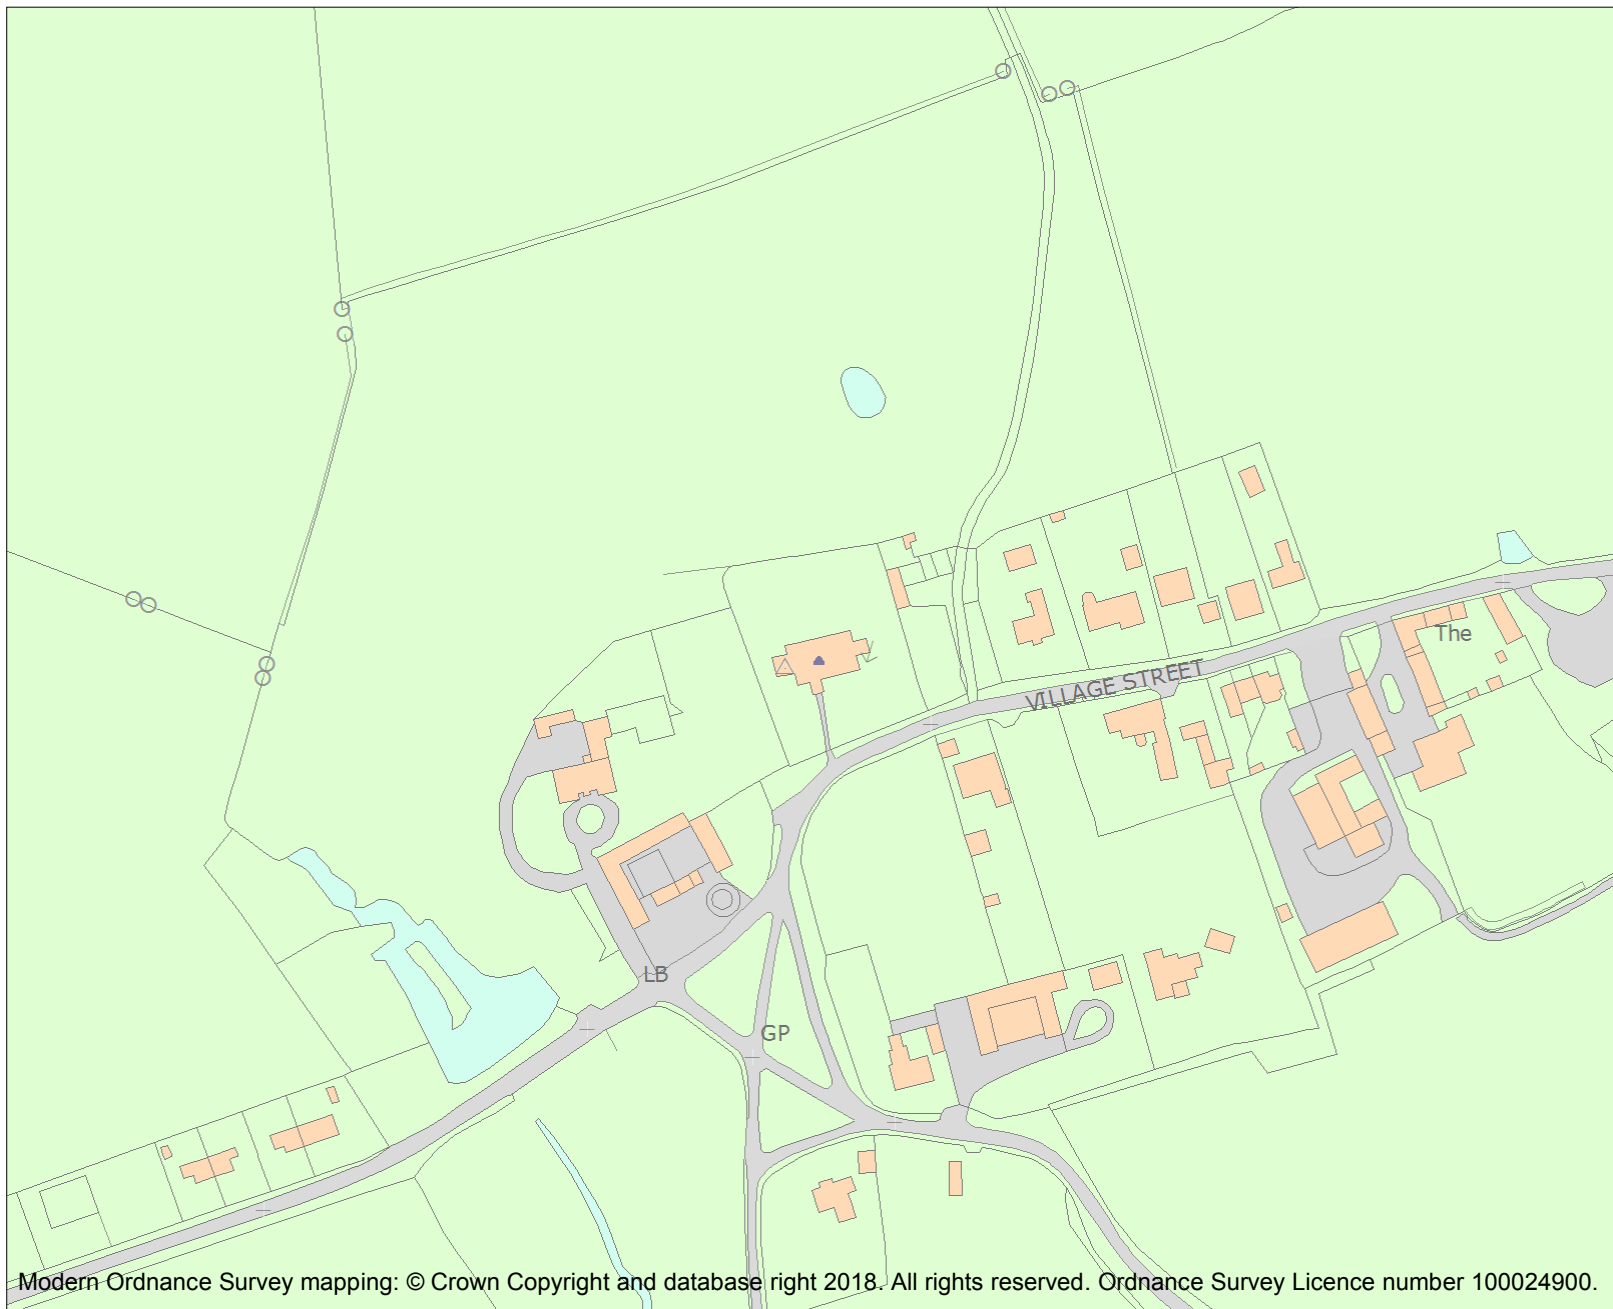 The
VILLAGE STREET
LB
GP
Modern Ordnance Survey mapping: © Crown Copyright and database right 2018. All rights reserved. Ordnance Survey Licence number 100024900.